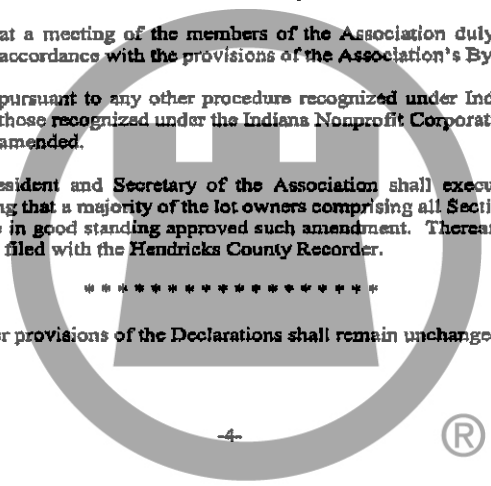 at a meeting of the members of the Association duly
accordance with the provisions of the Association's By
pursuant to any other procedure recognized under Ind
those recognized under the Indiana Nonprofit Corporat
amended.
esident and Secretary of the Association shall execu
ng that a majority of the lot owners comprising all Secti
in good standing approved such amendment. Thereaf
filed with the Hendricks County Recorder.
* * * * * * * * * * * * * * * * * *
r provisions of the Declarations shall remain unchange
-4-
®